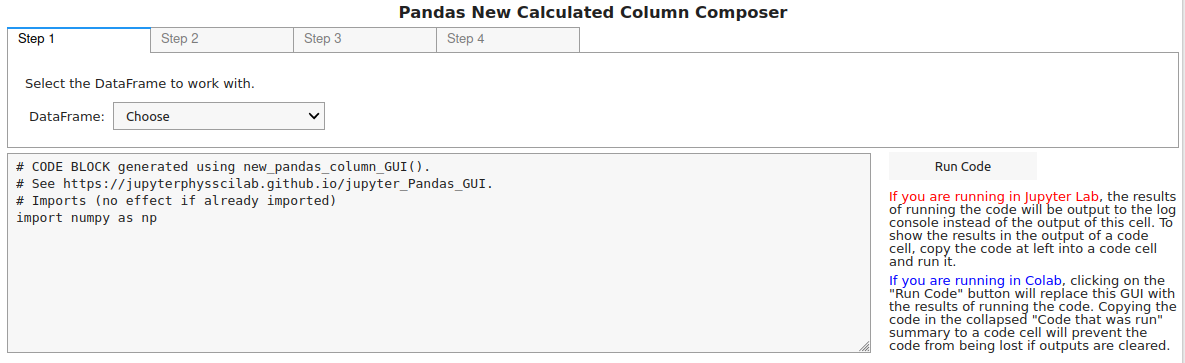 Pandas New Calculated Column Composer
Step 1
Step 2
Step 3
Step 4
Select the DataFrame to work with.
DataFrame:
Choose
# CODE BLOCK generated using new_pandas_column_GUI().
# See https://jupyterphysscilab.github.io/jupyter_Pandas_GUI.
# Imports (no effect if already imported)
import numpy as np
Run Code
If you are running in Jupyter Lab, the results
of running the code will be output to the log
console instead of the output of this cell. To
show the results in the output of a code
cell, copy the code at left into a code cell
and run it.
If you are running in Colab, clicking on the
"Run Code" button will replace this GUI with
the results of running the code. Copying the
code in the collapsed "Code that was run"
summary to a code cell will prevent the
code from being lost if outputs are cleared.